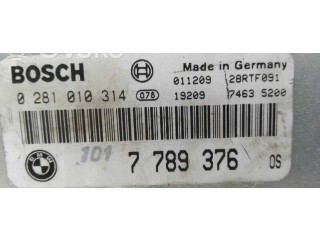 BOSCH
Made in Germany
011209 28RTF091
0 281 010 314 078 19209 7463 5200
101
BMW 7 789 376 OS